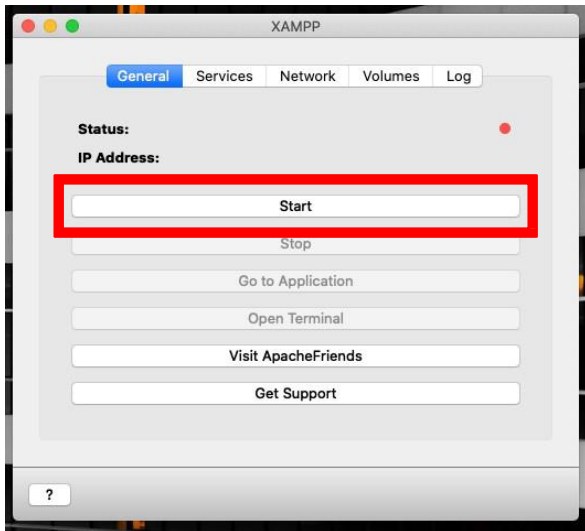 XAMPP
General Services Network Volumes Log
Status:
IP Address:
Start
Stop
Go to Application
Open Terminal
Visit ApacheFriends
Get Support
?